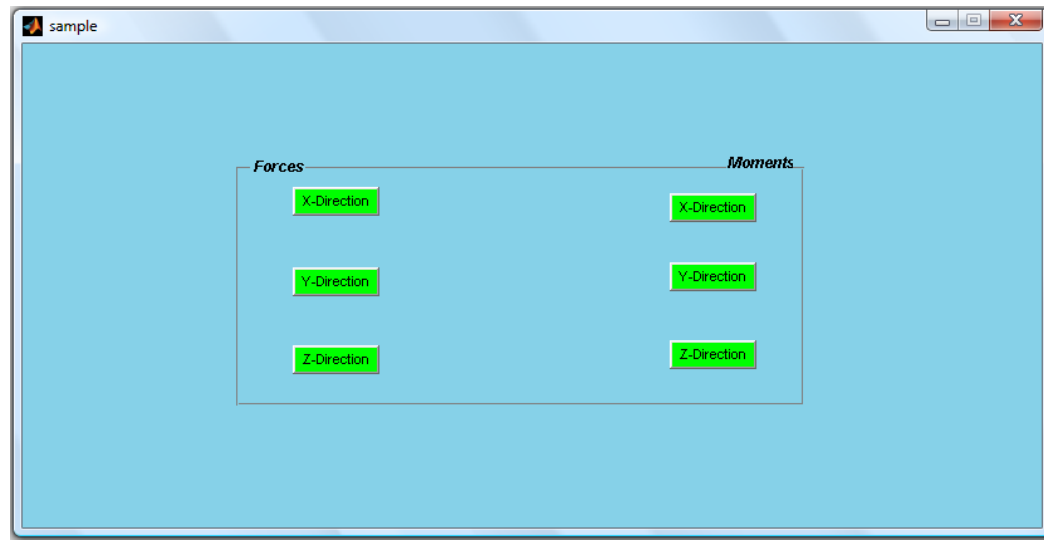 sample
Forces
Moments
X-Direction
X-Direction
Y-Direction
Y-Direction
Z-Direction
Z-Direction